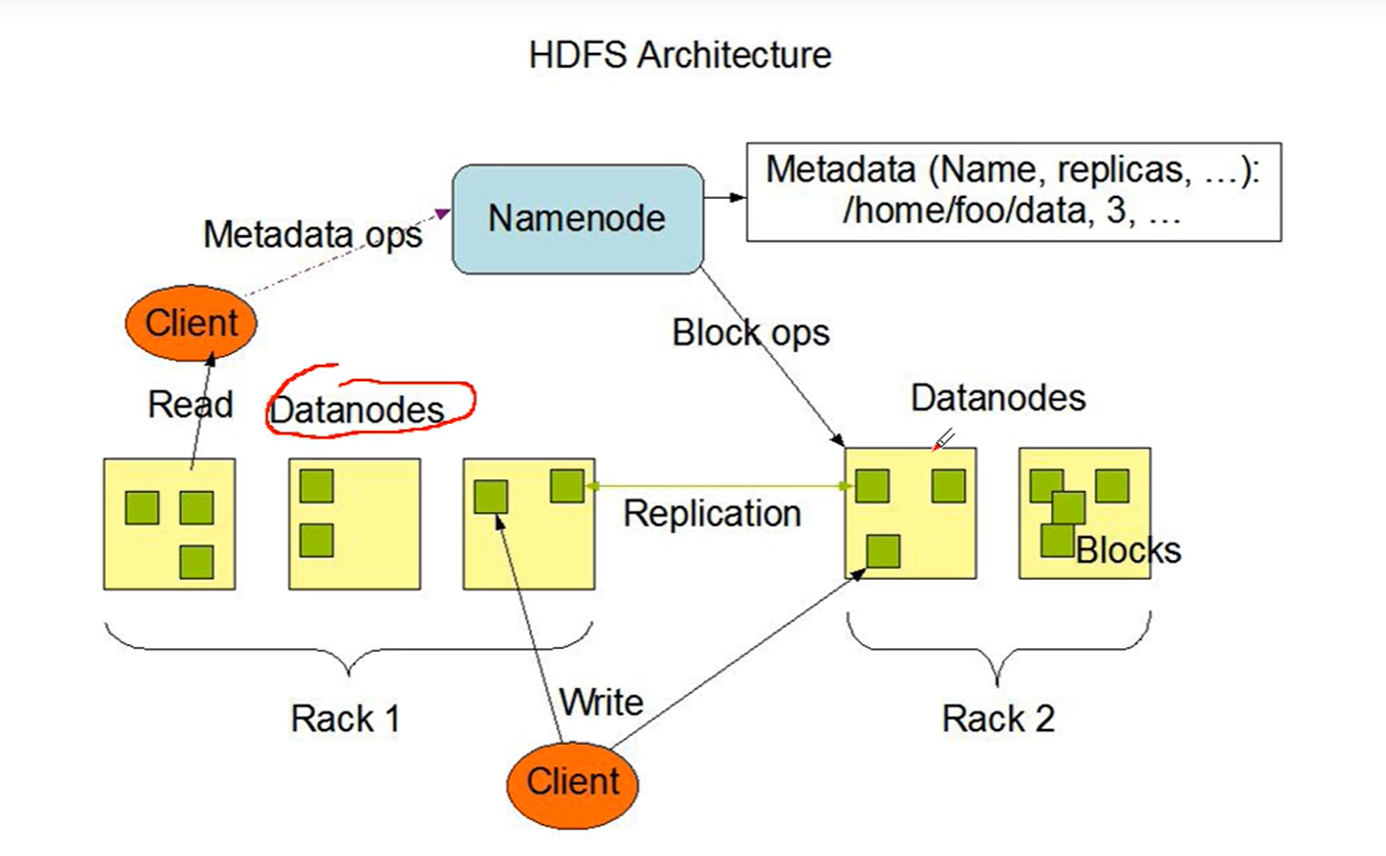 HDFS Architecture
Metadata (Name, replicas, …):
/home/foo/data, 3, …
Namenode
Metadata ops
Client
Block ops
Read
Datanodes
Datanodes
Replication
Blocks
Rack 1
Write
Rack 2
Client